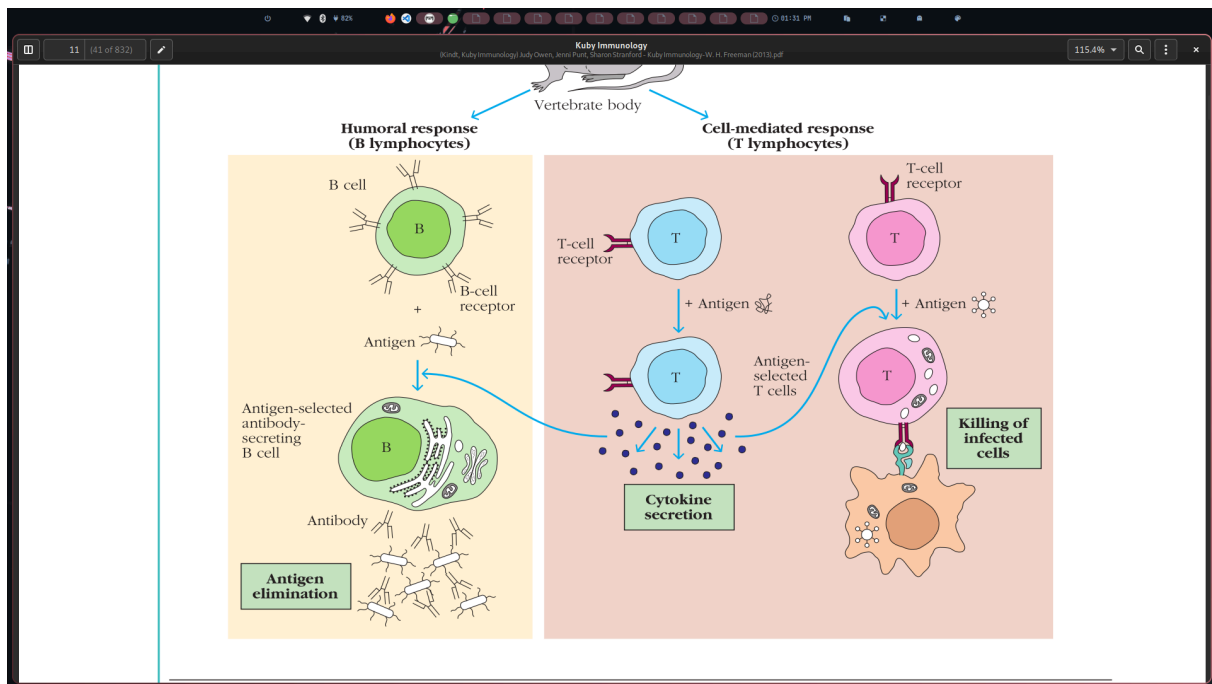 82%
01:31 PM
11 (41 of 832)
Kuby Immunology
(Kindt, Kuby Immunology) Judy Owen, Jenni Punt, Sharon Stranford - Kuby Immunology-W. H. Freeman (2013).pdf
115.4%
Vertebrate body
Humoral response
(B lymphocytes)
Cell-mediated response
(T lymphocytes)
B cell
B
B-cell
receptor
+
Antigen
Antigen-selected
antibody-
secreting
B cell
B
Antibody
Antigen
elimination
T-cell
receptor
T
+ Antigen
T
Cytokine
secretion
Antigen-
selected
T cells
T-cell
receptor
T
+ Antigen
T
Killing of
infected
cells